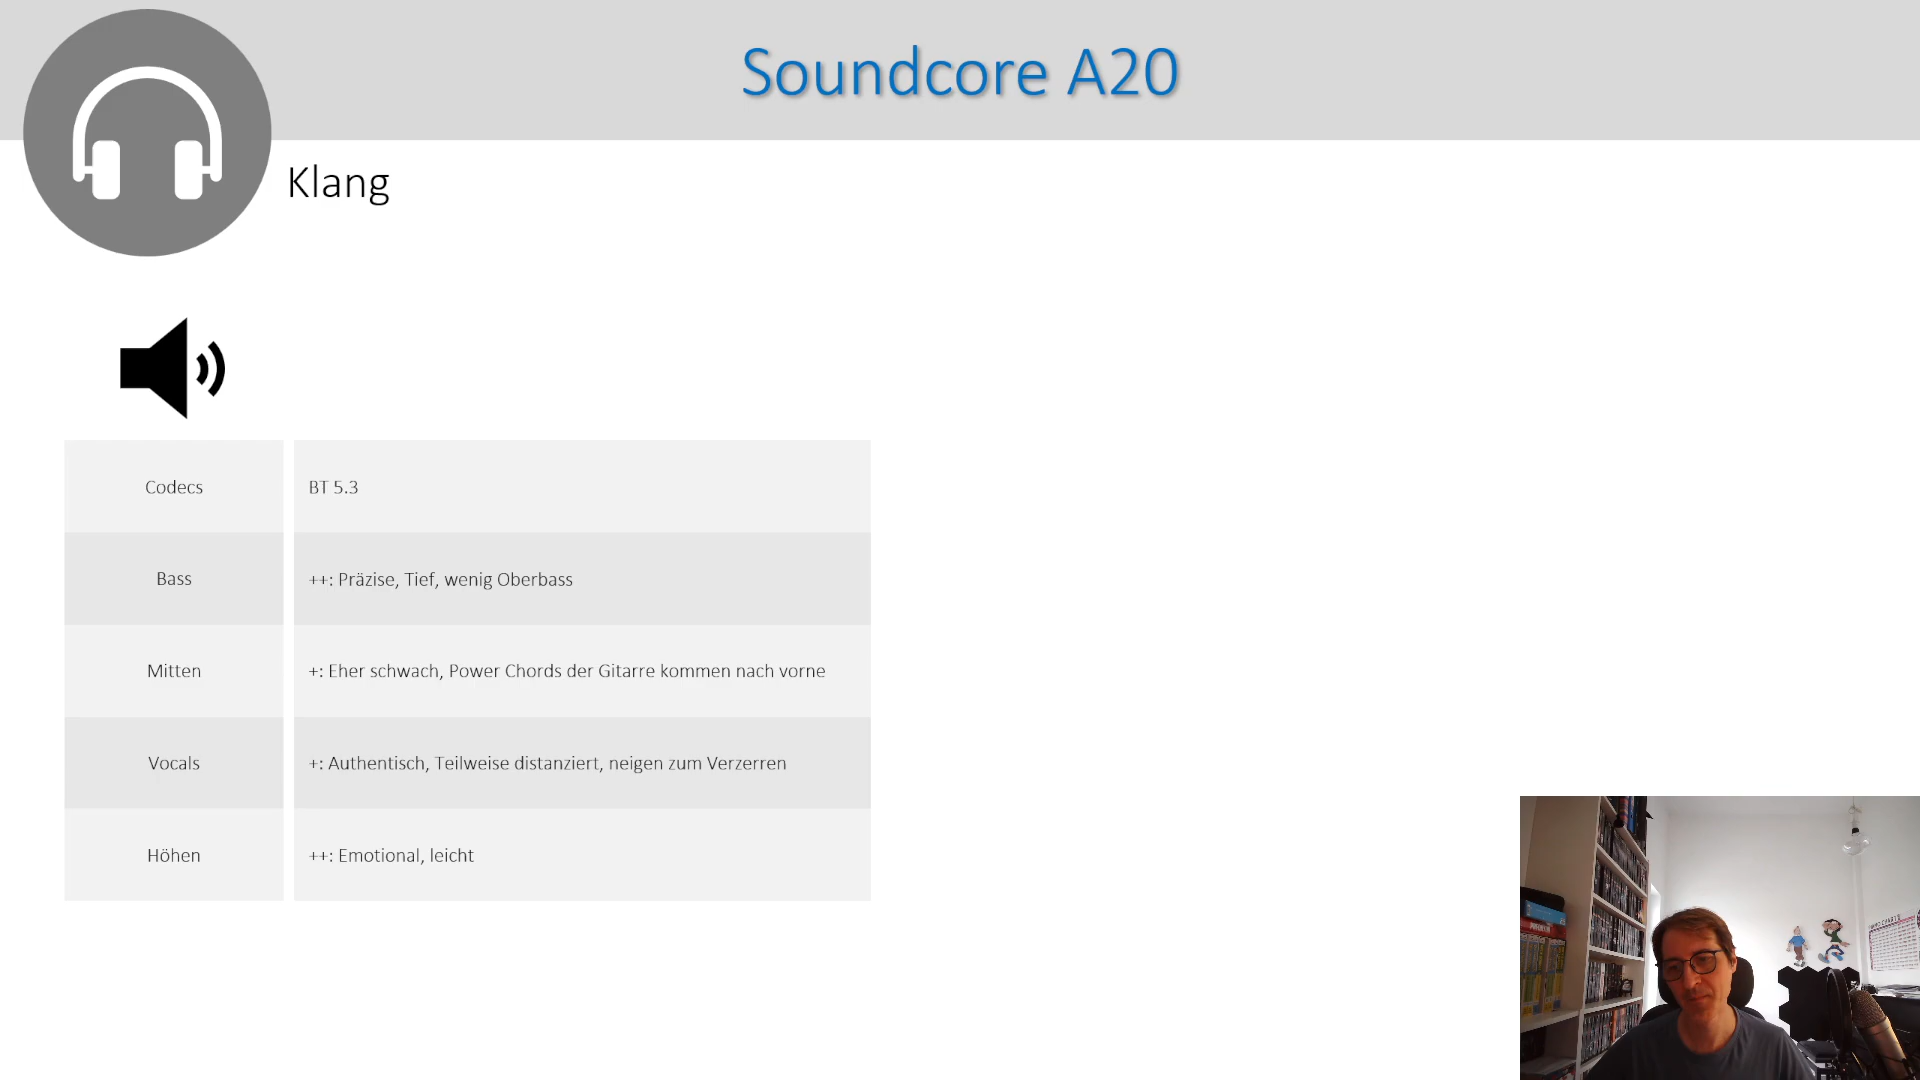 Soundcore A20
Klang
Codecs
BT 5.3
Bass
++: Präzise, Tief, wenig Oberbass
Mitten
+: Eher schwach, Power Chords der Gitarre kommen nach vorne
Vocals
+: Authentisch, Teilweise distanziert, neigen zum Verzerren
Höhen
++: Emotional, leicht